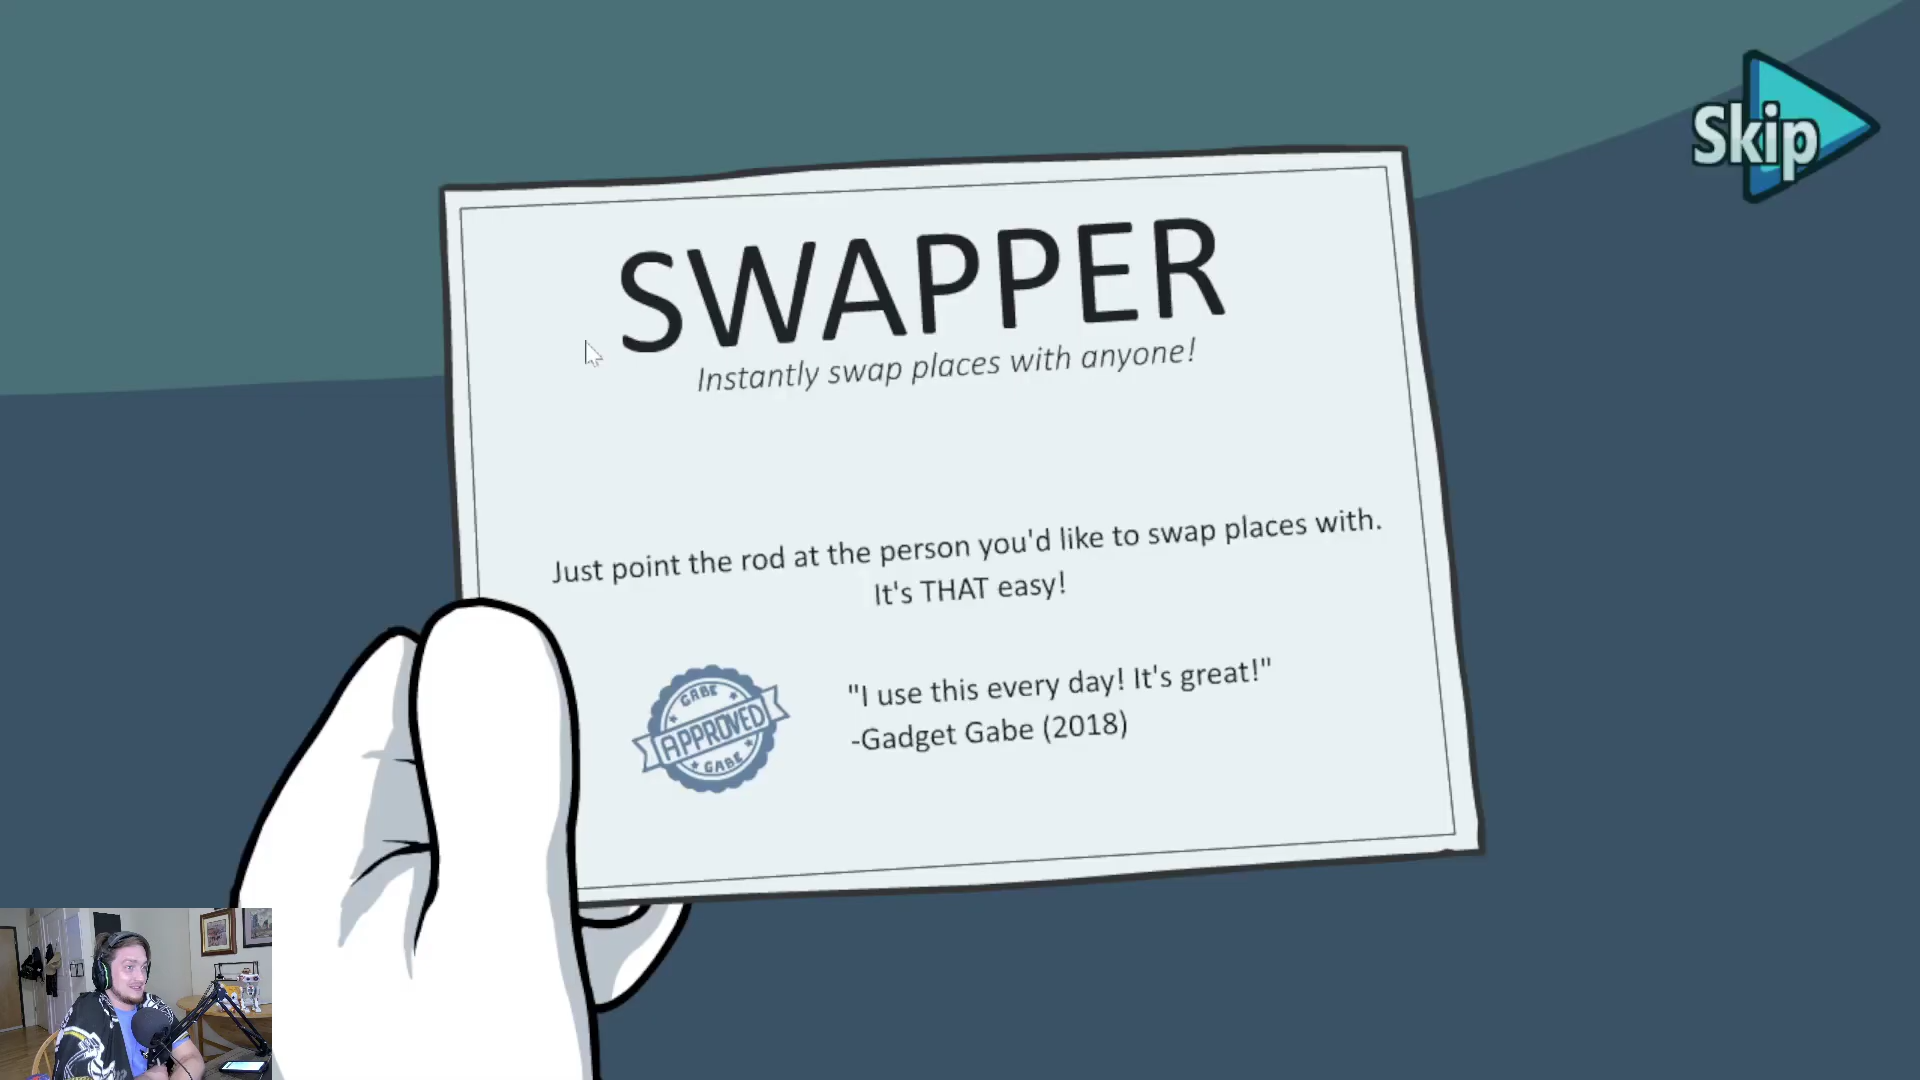 Skip
SWAPPER
Instantly swap places with anyone!
Just point the rod at the person you'd like to swap places with.
It's THAT easy!
GABE
APPROVED
GABE
"I use this every day! It's great!"
-Gadget Gabe (2018)